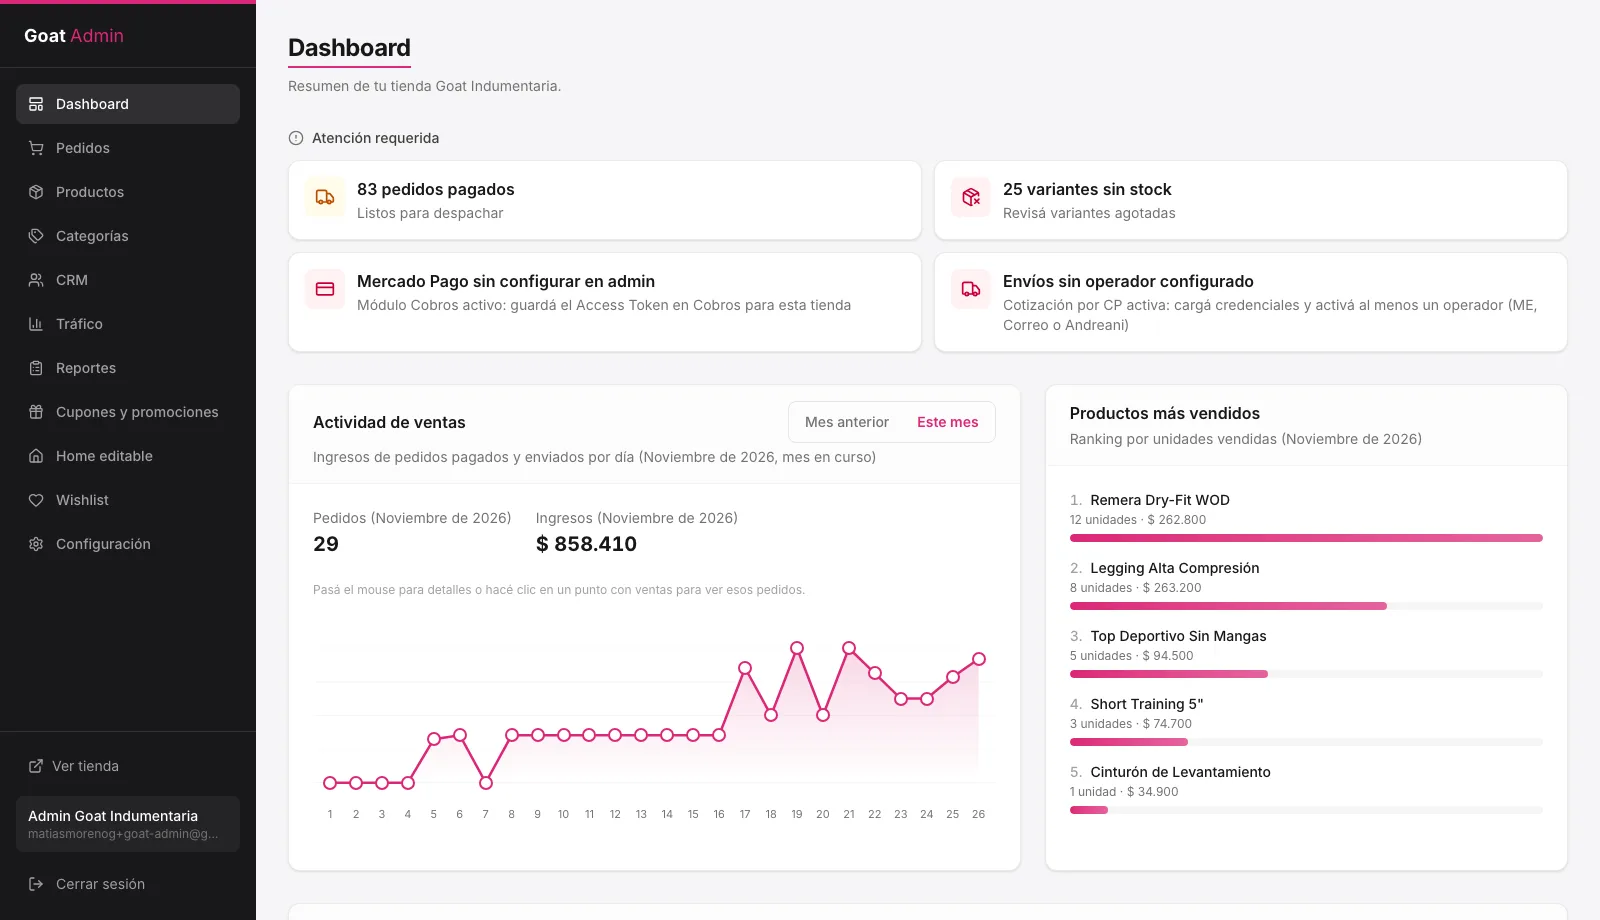 Goat Admin
Dashboard
Pedidos
Productos
Categorías
CRM
Tráfico
Reportes
Cupones y promociones
Home editable
Wishlist
Configuración
Ver tienda
Admin Goat Indumentaria
matiasmorenog+goat-admin@g...
Cerrar sesión
Dashboard
Resumen de tu tienda Goat Indumentaria.
Atención requerida
83 pedidos pagados
Listos para despachar
25 variantes sin stock
Revisá variantes agotadas
Mercado Pago sin configurar en admin
Módulo Cobros activo: guardá el Access Token en Cobros para esta tienda
Envíos sin operador configurado
Cotización por CP activa: cargá credenciales y activá al menos un operador (ME,
Correo o Andreani)
Actividad de ventas
Mes anterior Este mes
Ingresos de pedidos pagados y enviados por día (Noviembre de 2026, mes en curso)
Pedidos (Noviembre de 2026) Ingresos (Noviembre de 2026)
29 $ 858.410
Pasá el mouse para detalles o hacé clic en un punto con ventas para ver esos pedidos.
1 2 3 4 5 6 7 8 9 10 11 12 13 14 15 16 17 18 19 20 21 22 23 24 25 26
Productos más vendidos
Ranking por unidades vendidas (Noviembre de 2026)
1. Remera Dry-Fit WOD
12 unidades · $ 262.800
2. Legging Alta Compresión
8 unidades · $ 263.200
3. Top Deportivo Sin Mangas
5 unidades · $ 94.500
4. Short Training 5"
3 unidades · $ 74.700
5. Cinturón de Levantamiento
1 unidad · $ 34.900